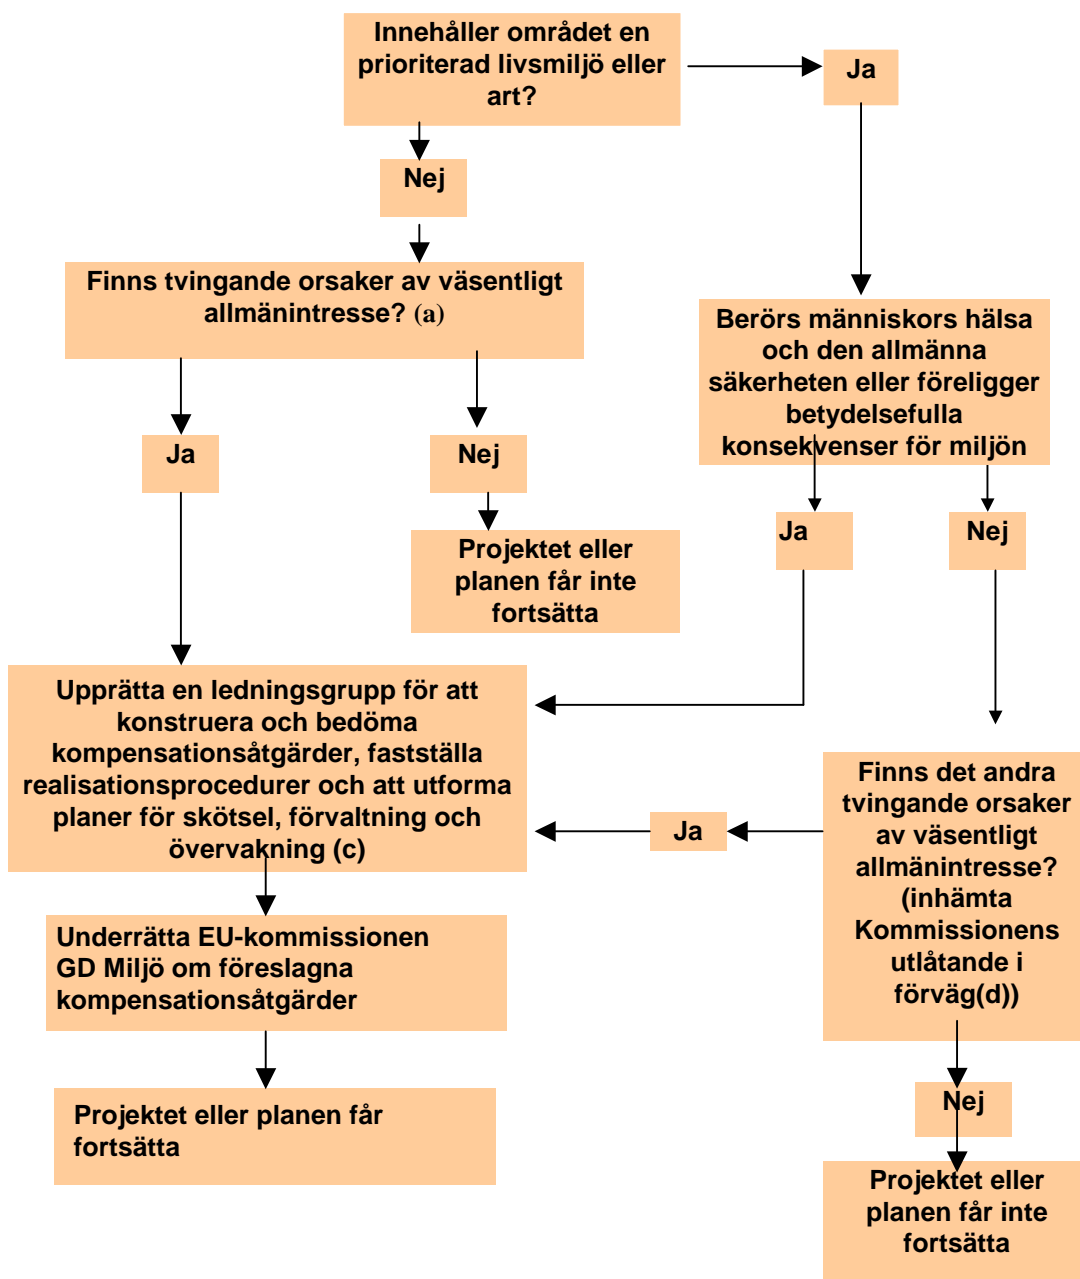 Innehåller området en
prioriterad livsmiljö eller
art?
Ja
Nej
Finns tvingande orsaker av väsentligt
allmänintresse? (a)
Berörs människors hälsa
och den allmänna
säkerheten eller föreligger
betydelsefulla
konsekvenser för miljön
Ja
Nej
Ja
Nej
Projektet eller
planen får inte
fortsätta
Upprätta en ledningsgrupp för att
konstruera och bedöma
kompensationsåtgärder, fastställa
realisationsprocedurer och att utforma
planer för skötsel, förvaltning och
övervakning (c)
Ja
Finns det andra
tvingande orsaker
av väsentligt
allmänintresse?
(inhämta
Kommissionens
utlåtande i
förväg(d))
Underrätta EU-kommissionen
GD Miljö om föreslagna
kompensationsåtgärder
Projektet eller planen får
fortsätta
Nej
Projektet eller
planen får inte
fortsätta